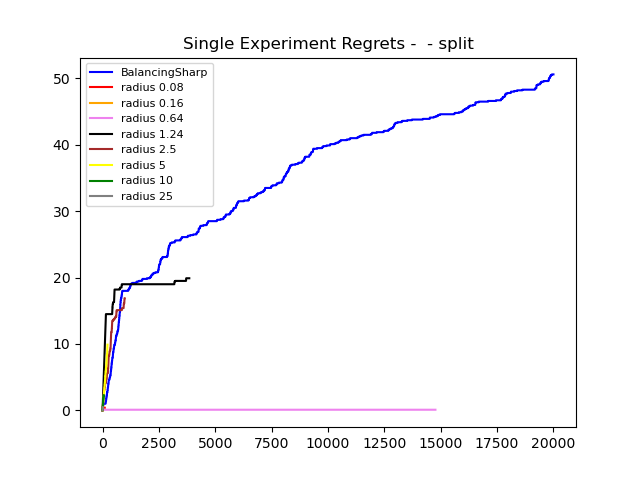 Single Experiment Regrets -  - split
BalancingSharp
radius 0.08
radius 0.16
radius 0.64
radius 1.24
radius 2.5
radius 5
radius 10
radius 25
50
40
30
20
10
0
0 2500 5000 7500 10000 12500 15000 17500 20000